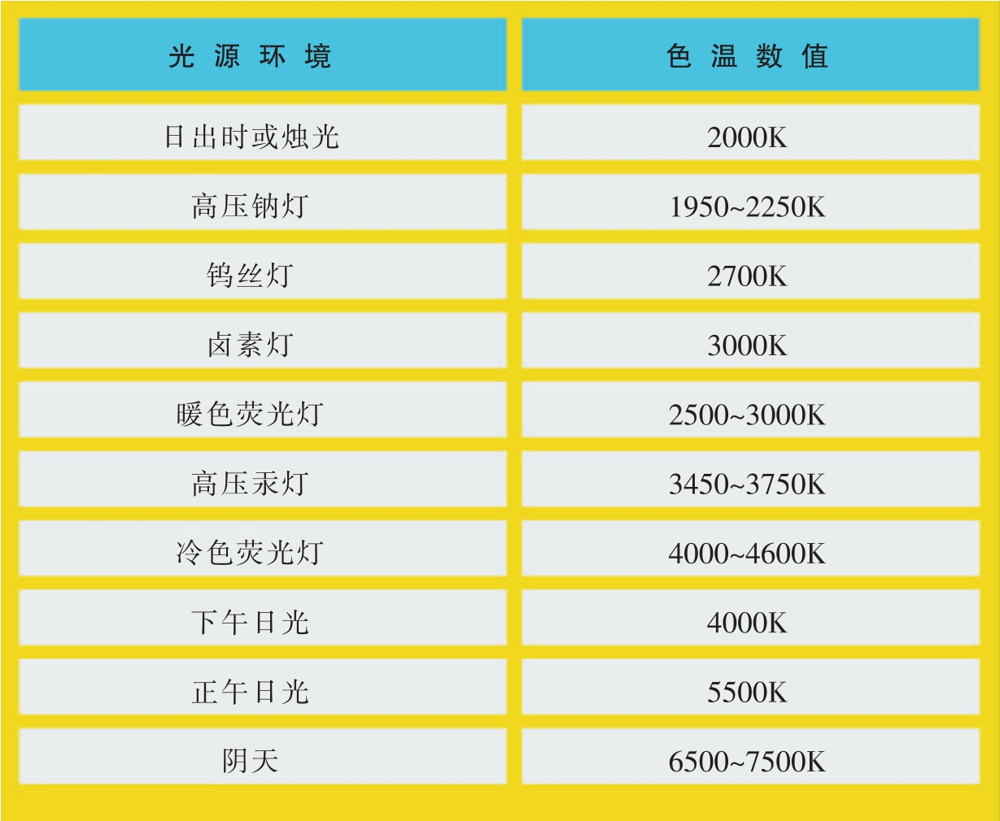 光源环境 色温数值
日出时或烛光 2000K
高压钠灯 1950~2250K
钨丝灯 2700K
卤素灯 3000K
暖色荧光灯 2500~3000K
高压汞灯 3450~3750K
冷色荧光灯 4000~4600K
下午日光 4000K
正午日光 5500K
阴天 6500~7500K